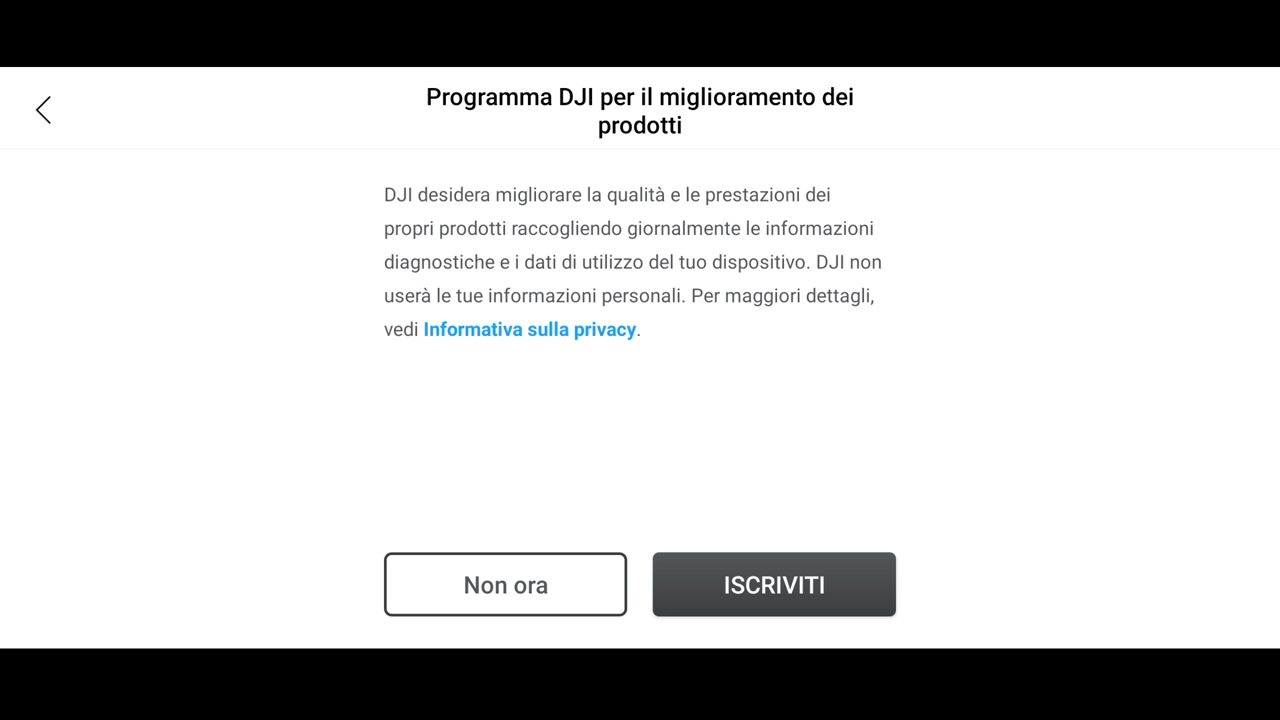 Programma DJI per il miglioramento dei
prodotti
DJI desidera migliorare la qualità e le prestazioni dei
propri prodotti raccogliendo giornalmente le informazioni
diagnostiche e i dati di utilizzo del tuo dispositivo. DJI non
userà le tue informazioni personali. Per maggiori dettagli,
vedi Informativa sulla privacy.
Non ora
ISCRIVITI